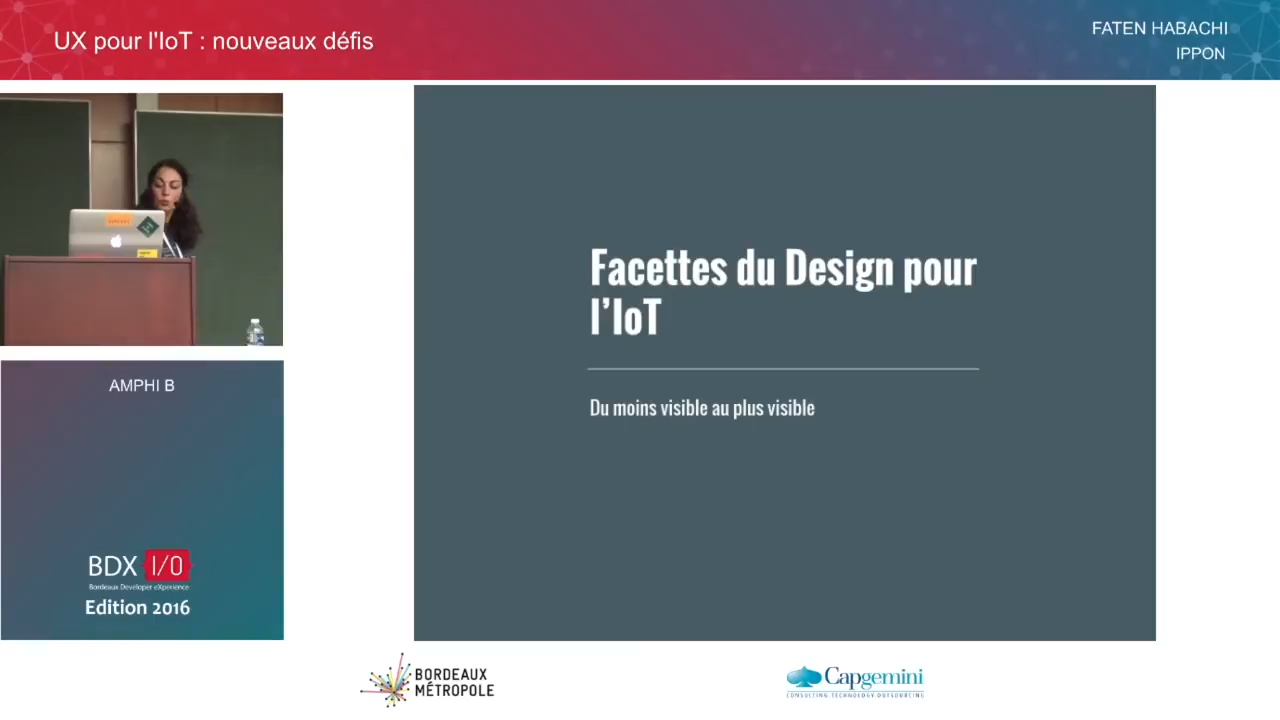 UX pour l'IoT : nouveaux défis
FATEN HABACHI
IPPON
Facettes du Design pour
l’IoT
Du moins visible au plus visible
AMPHI B
BDX I/O
Bordeaux Developer eXperience
Edition 2016
BORDEAUX
MÉTROPOLE
Capgemini
CONSULTING.TECHNOLOGY.OUTSOURCING